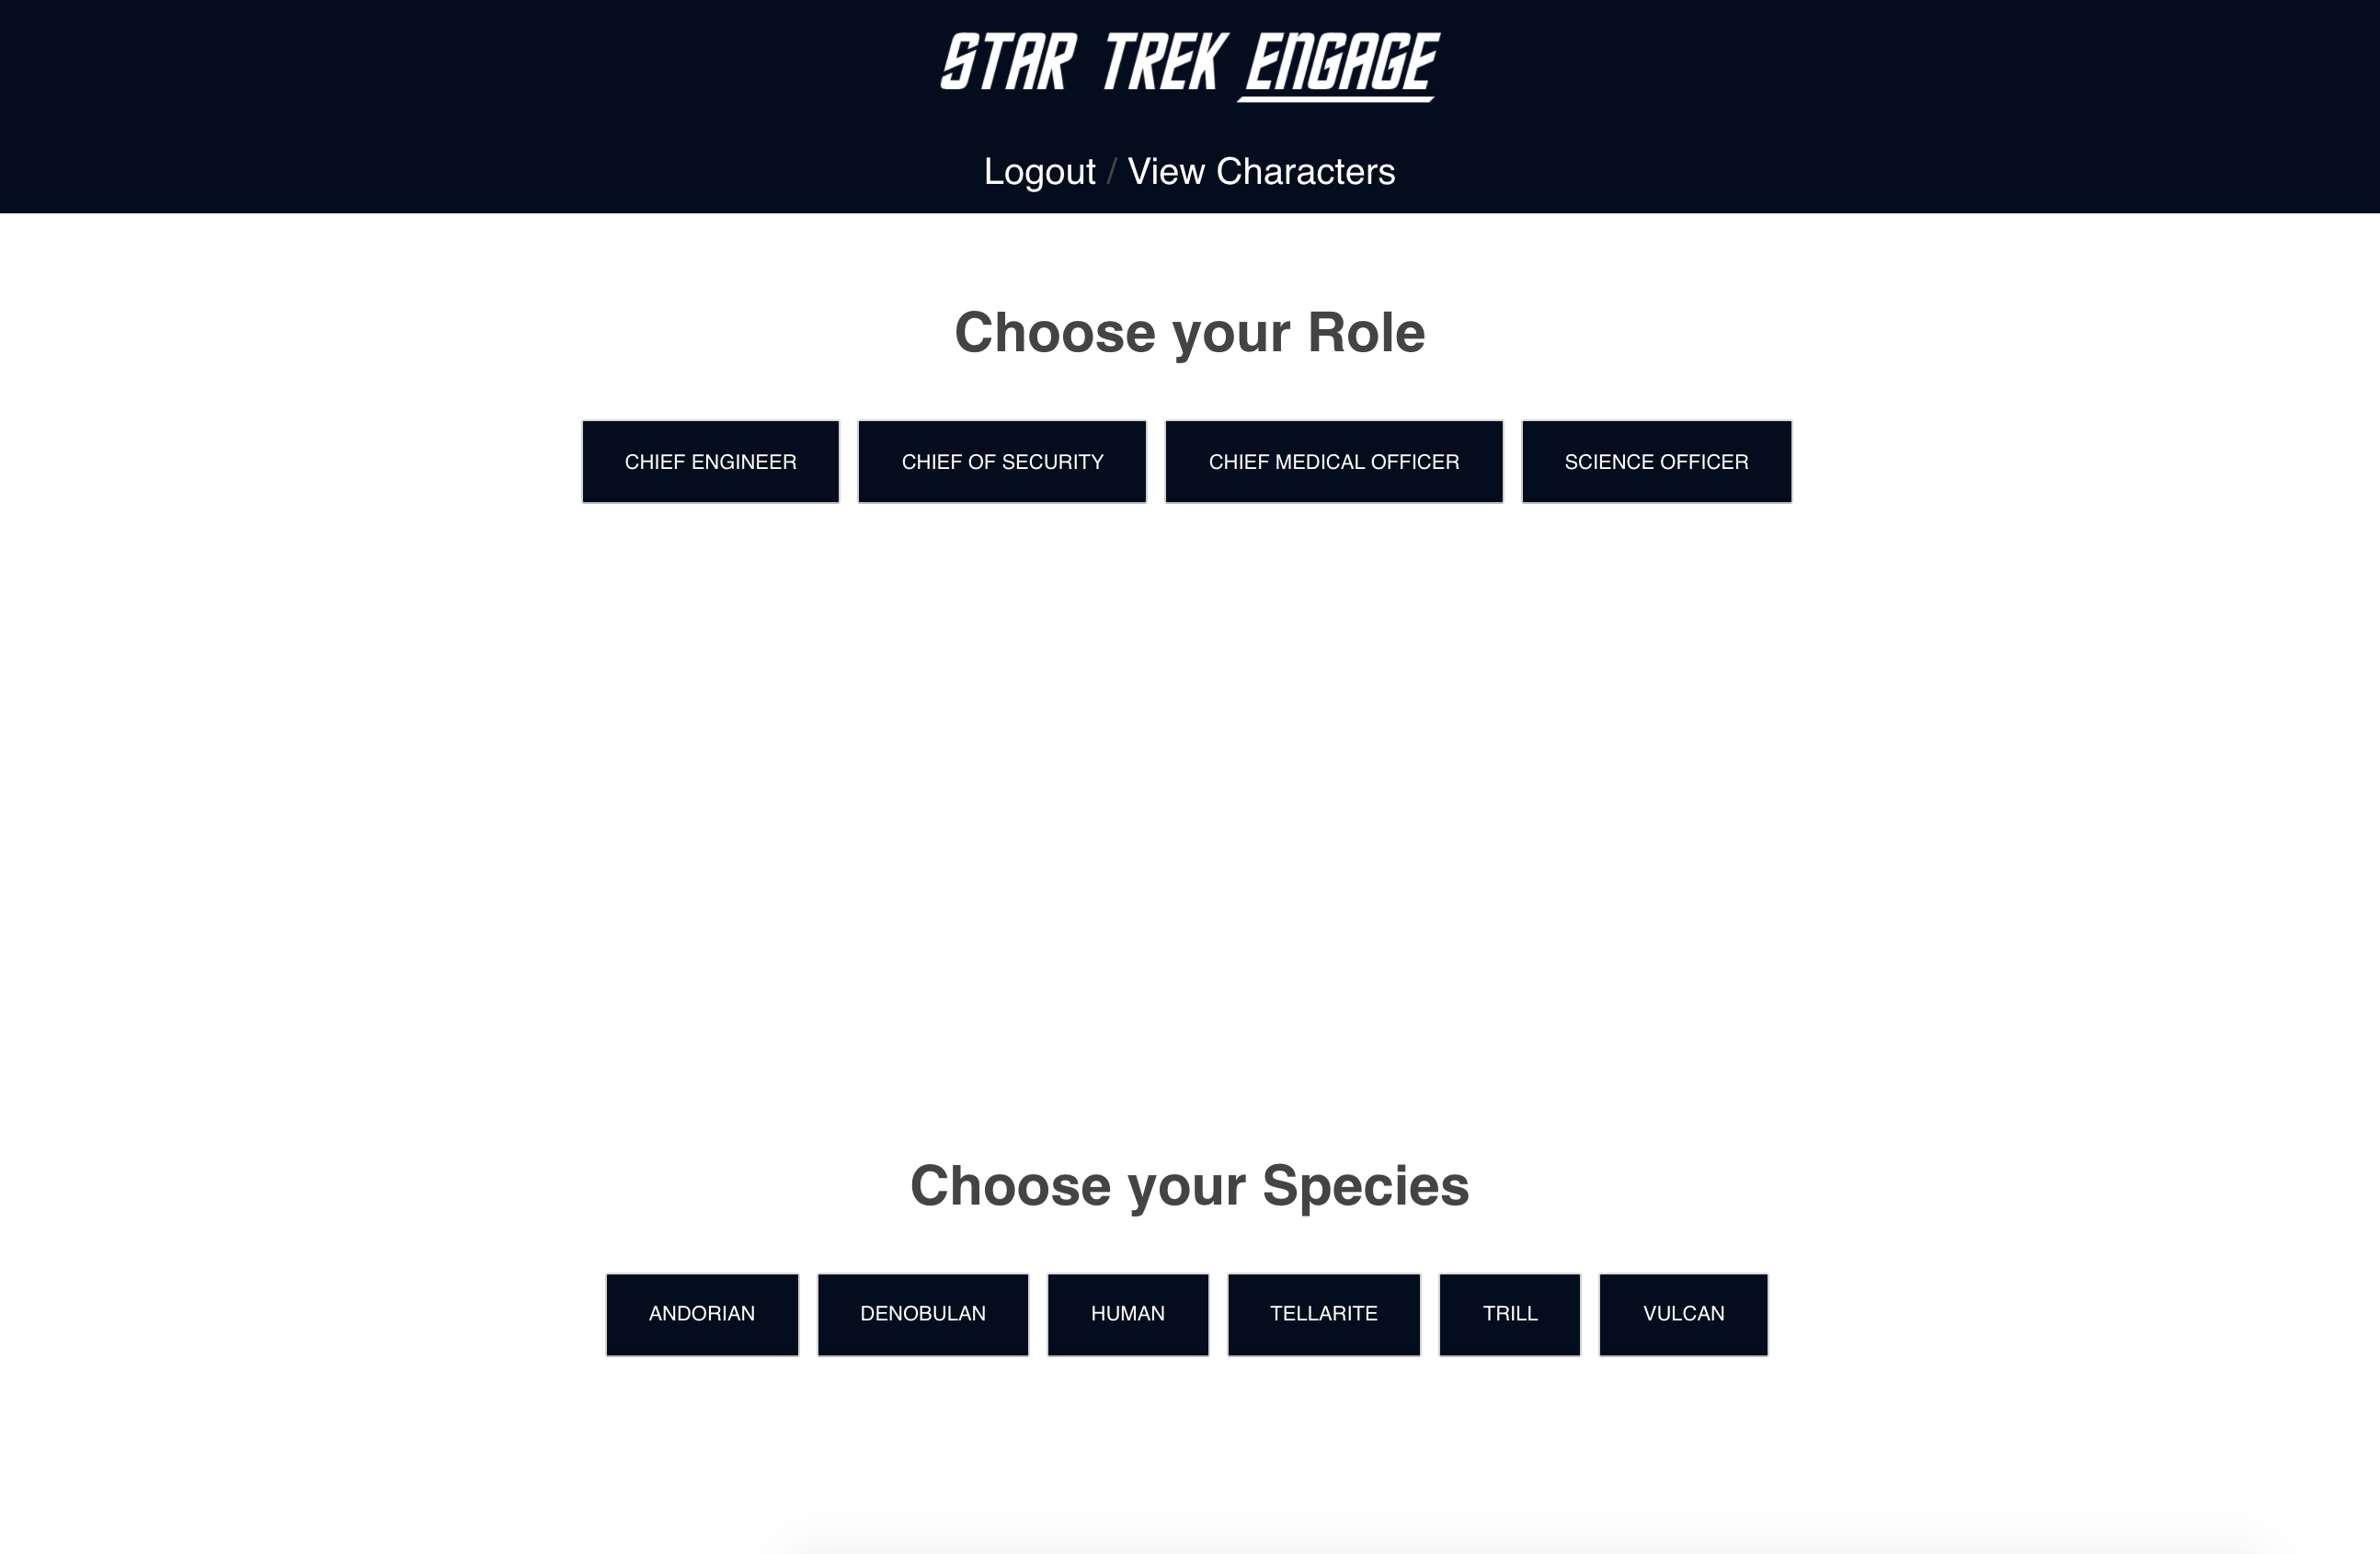 STAR TREK ENGAGE
Logout / View Characters
Choose your Role
CHIEF ENGINEER CHIEF OF SECURITY CHIEF MEDICAL OFFICER SCIENCE OFFICER
Choose your Species
ANDORIAN DENOBULAN HUMAN TELLARITE TRILL VULCAN